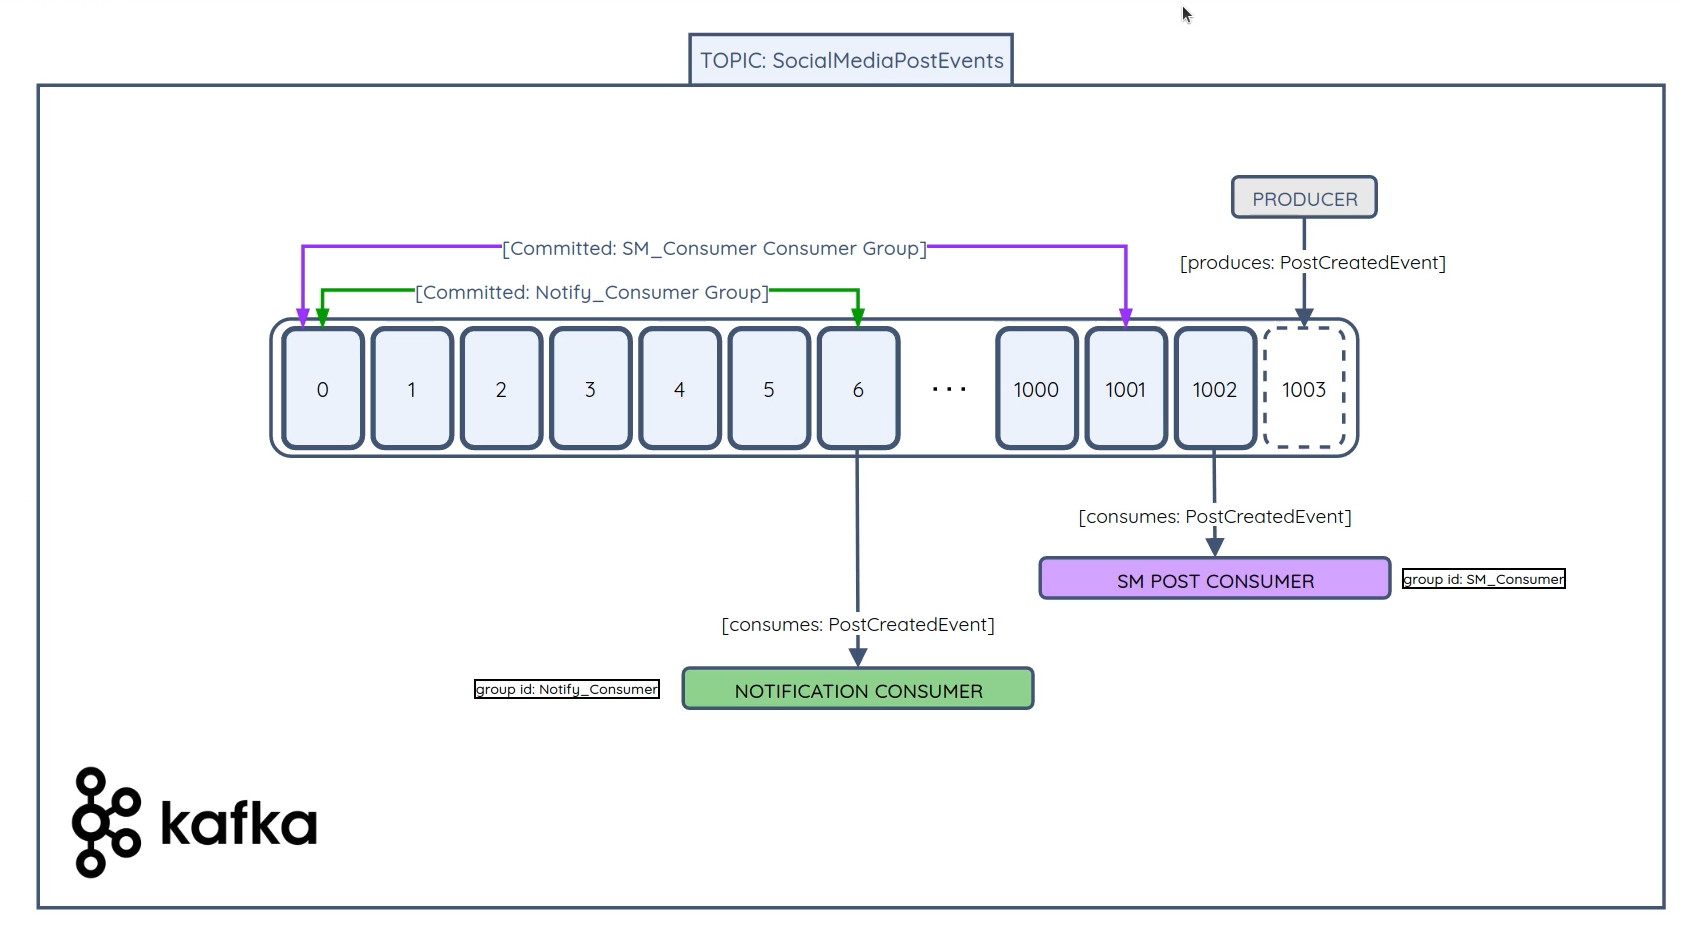 TOPIC: SocialMediaPostEvents
PRODUCER
[produces: PostCreatedEvent]
[Committed: SM_Consumer Consumer Group]
[Committed: Notify_Consumer Group]
0 1 2 3 4 5 6 ... 1000 1001 1002 1003
[consumes: PostCreatedEvent]
SM POST CONSUMER
group id: SM_Consumer
[consumes: PostCreatedEvent]
group id: Notify_Consumer
NOTIFICATION CONSUMER
kafka